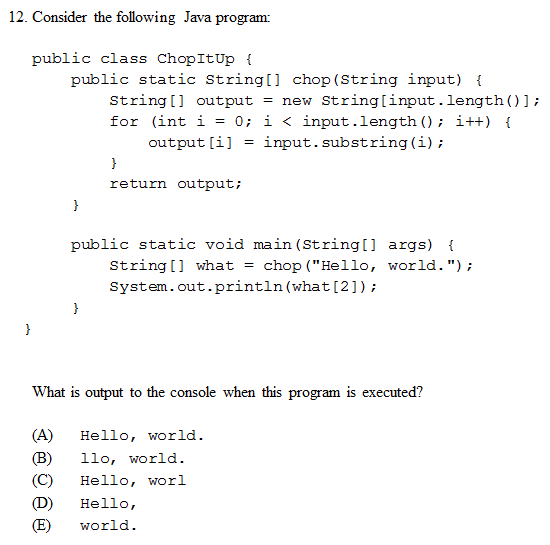 12. Consider the following Java program:
public class ChopItUp {
public static String[] chop(String input) {
String[] output = new String[input.length()];
for (int i = 0; i < input.length(); i++) {
output[i] = input.substring(i);
}
return output;
}
public static void main(String[] args) {
String[] what = chop("Hello, world.");
System.out.println(what[2]);
}
}
What is output to the console when this program is executed?
(A) Hello, world.
(B) llo, world.
(C) Hello, worl
(D) Hello,
(E) world.